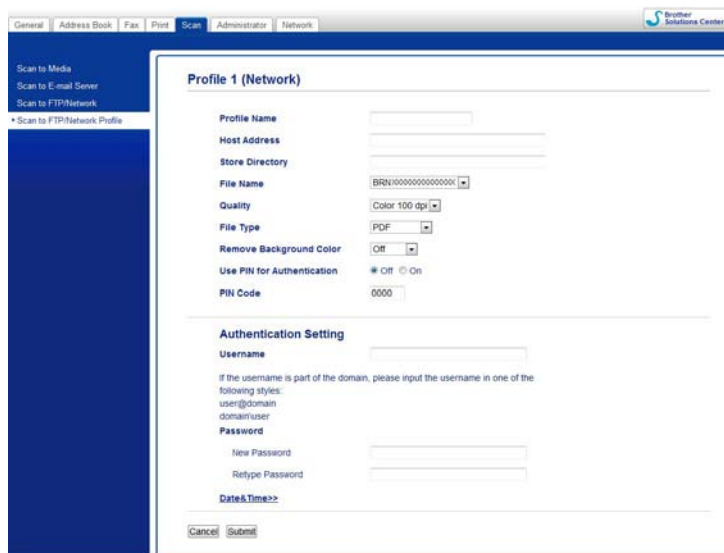 General Address Book Fax Print Scan Administrator Network
Brother
Solutions Center
Scan to Media
Scan to E-mail Server
Scan to FTP/Network
Scan to FTP/Network Profile
Profile 1 (Network)
Profile Name
Host Address
Store Directory
File Name BRNXXXXXXXXXXXX
Quality Color 100 dpi
File Type PDF
Remove Background Color Off
Use PIN for Authentication Off On
PIN Code 0000
Authentication Setting
Username
If the username is part of the domain, please input the username in one of the
following styles:
user@domain
domain\user
Password
New Password
Retype Password
Date&Time>>
Cancel Submit